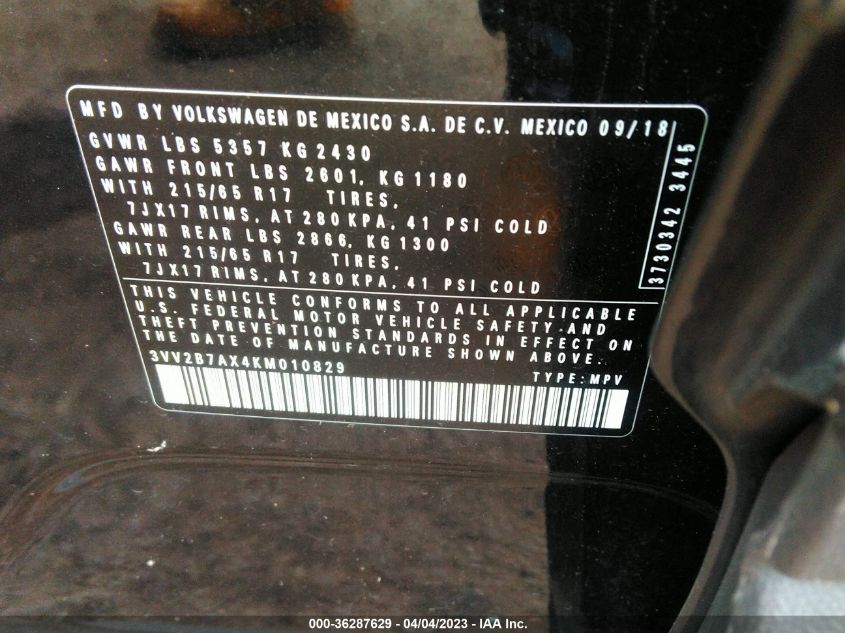 MFD BY VOLKSWAGEN DE MEXICO S.A. DE C.V. MEXICO 09/18
GVWR LBS 5357 KG 2430
GAWR FRONT LBS 2601, KG 1180
WITH 215/65 R17 TIRES,
7JX17 RIMS, AT 280 KPA, 41 PSI COLD
GAWR REAR LBS 2866, KG 1300
WITH 215/65 R17 TIRES,
7JX17 RIMS, AT 280 KPA, 41 PSI COLD
3730342 3445
THIS VEHICLE CONFORMS TO ALL APPLICABLE
U.S. FEDERAL MOTOR VEHICLE SAFETY AND
THEFT PREVENTION STANDARDS IN EFFECT ON
THE DATE OF MANUFACTURE SHOWN ABOVE.
3VV2B7AX4KM010829
TYPE: MPV
000-36287629 - 04/04/2023 - IAA Inc.